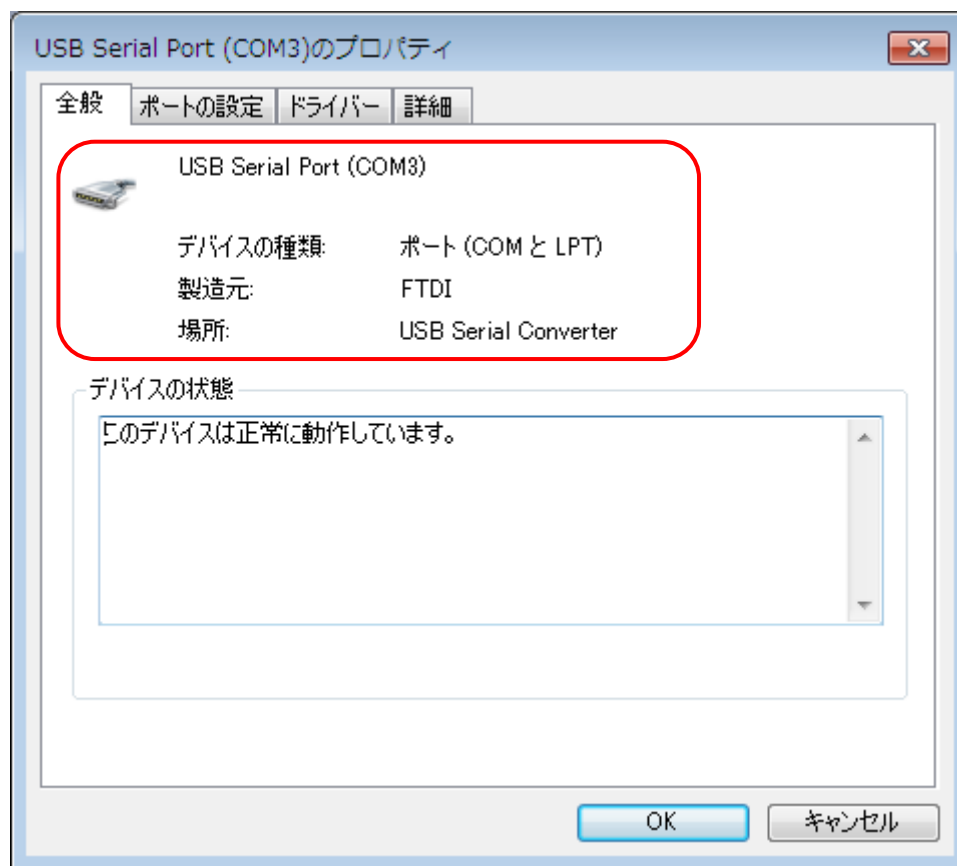 USB Serial Port (COM3)のプロパティ
全般 ポートの設定 ドライバー 詳細
USB Serial Port (COM3)
デバイスの種類: ポート (COM と LPT)
製造元: FTDI
場所: USB Serial Converter
デバイスの状態
このデバイスは正常に動作しています。
OK キャンセル